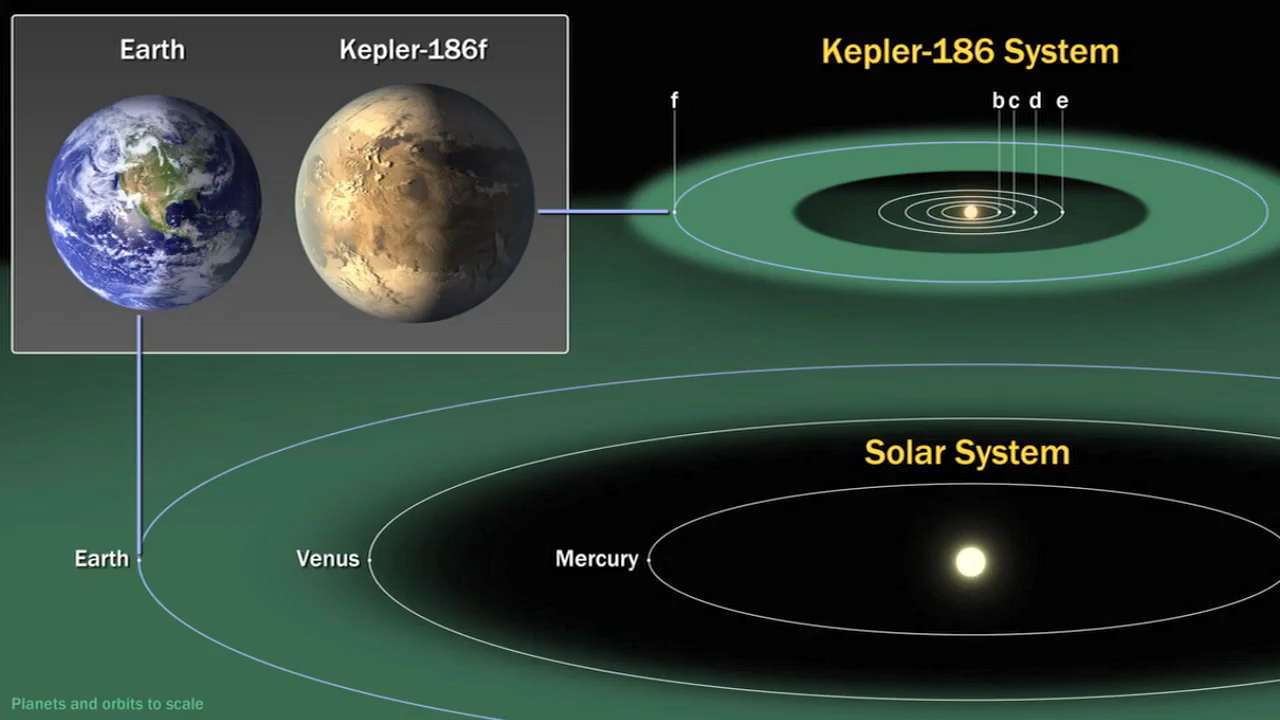 Earth
Kepler-186f
Kepler-186 System
f
b c d e
Solar System
Earth
Venus
Mercury
Planets and orbits to scale